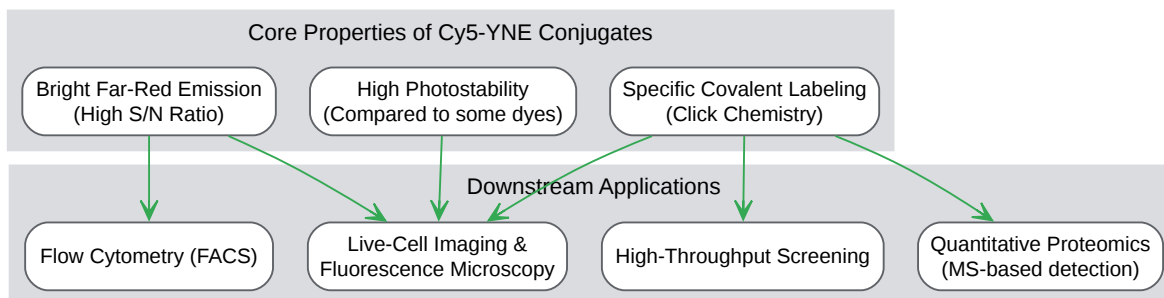 Core Properties of Cy5-YNE Conjugates
Bright Far-Red Emission
(High S/N Ratio)
High Photostability
(Compared to some dyes)
Specific Covalent Labeling
(Click Chemistry)
Downstream Applications
Flow Cytometry (FACS)
Live-Cell Imaging &
Fluorescence Microscopy
High-Throughput Screening
Quantitative Proteomics
(MS-based detection)